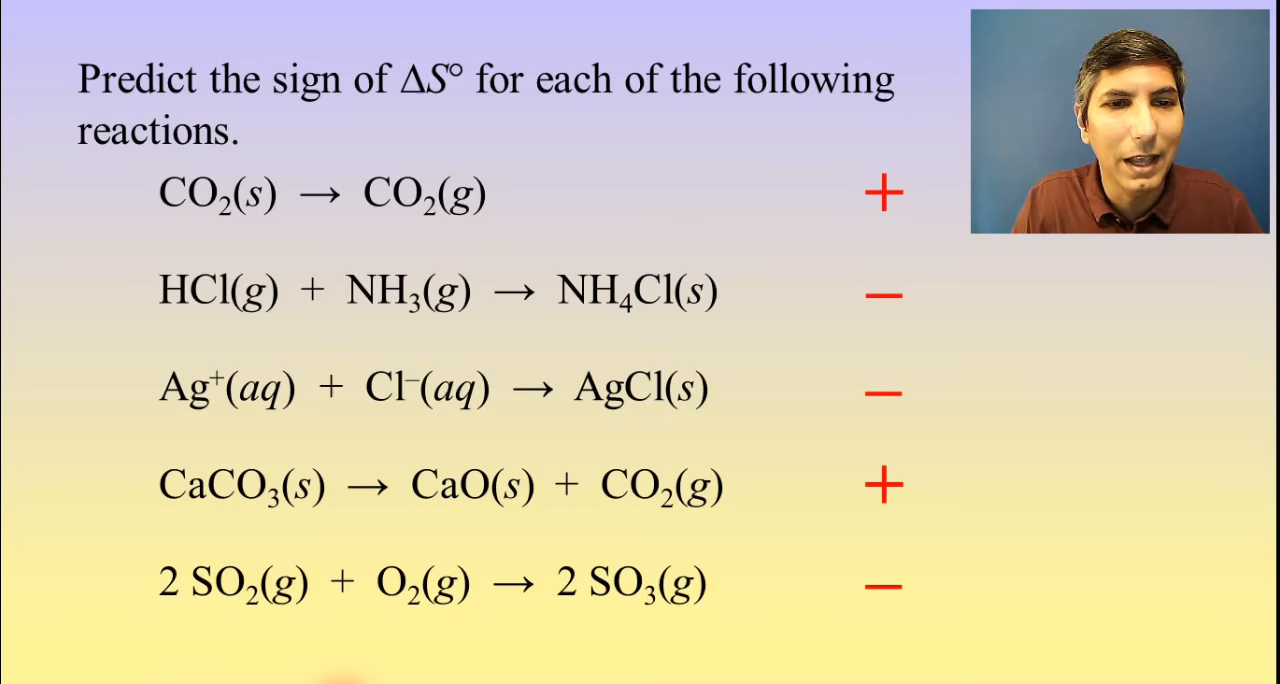 Predict the sign of ΔS° for each of the following
reactions.
CO₂(s) → CO₂(g) +
HCl(g) + NH₃(g) → NH₄Cl(s) −
Ag⁺(aq) + Cl⁻(aq) → AgCl(s) −
CaCO₃(s) → CaO(s) + CO₂(g) +
2 SO₂(g) + O₂(g) → 2 SO₃(g) −